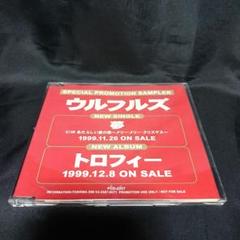 SPECIAL PROMOTION SAMPLER
ウルフルズ
NEW SINGLE
夢
1999.11.26 ON SALE
NEW ALBUM
トロフィー
1999.12.8 ON SALE